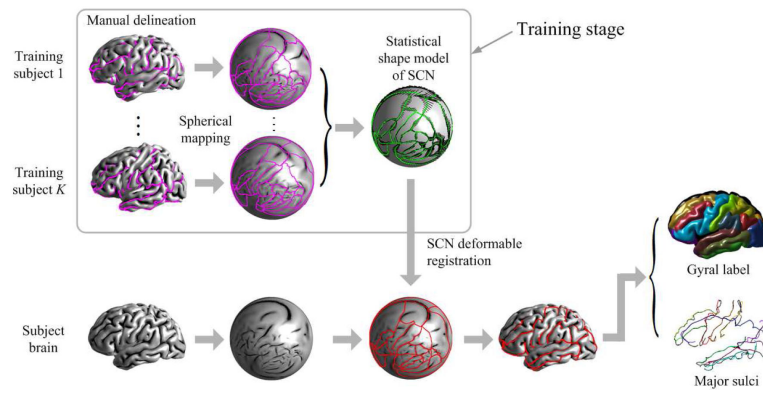 Manual delineation
Training stage
Training
subject 1
Statistical
shape model
of SCN
Spherical
mapping
Training
subject K
SCN deformable
registration
Gyral label
Subject
brain
Major sulci